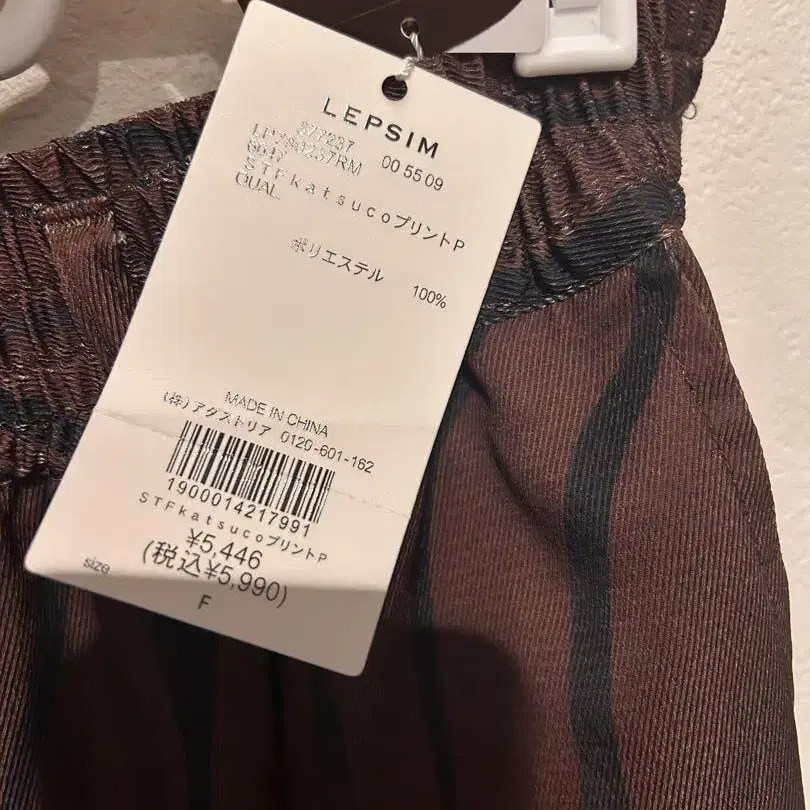 LEPSIM
877237
00 55 09
STFkatsucoプリントP
QUAL
ポリエステル 100%
MADE IN CHINA
(株)アダストリア 0120-601-162
1900014217991
STFkatsucoプリントP
¥5,446
(税込¥5,990)
size
F